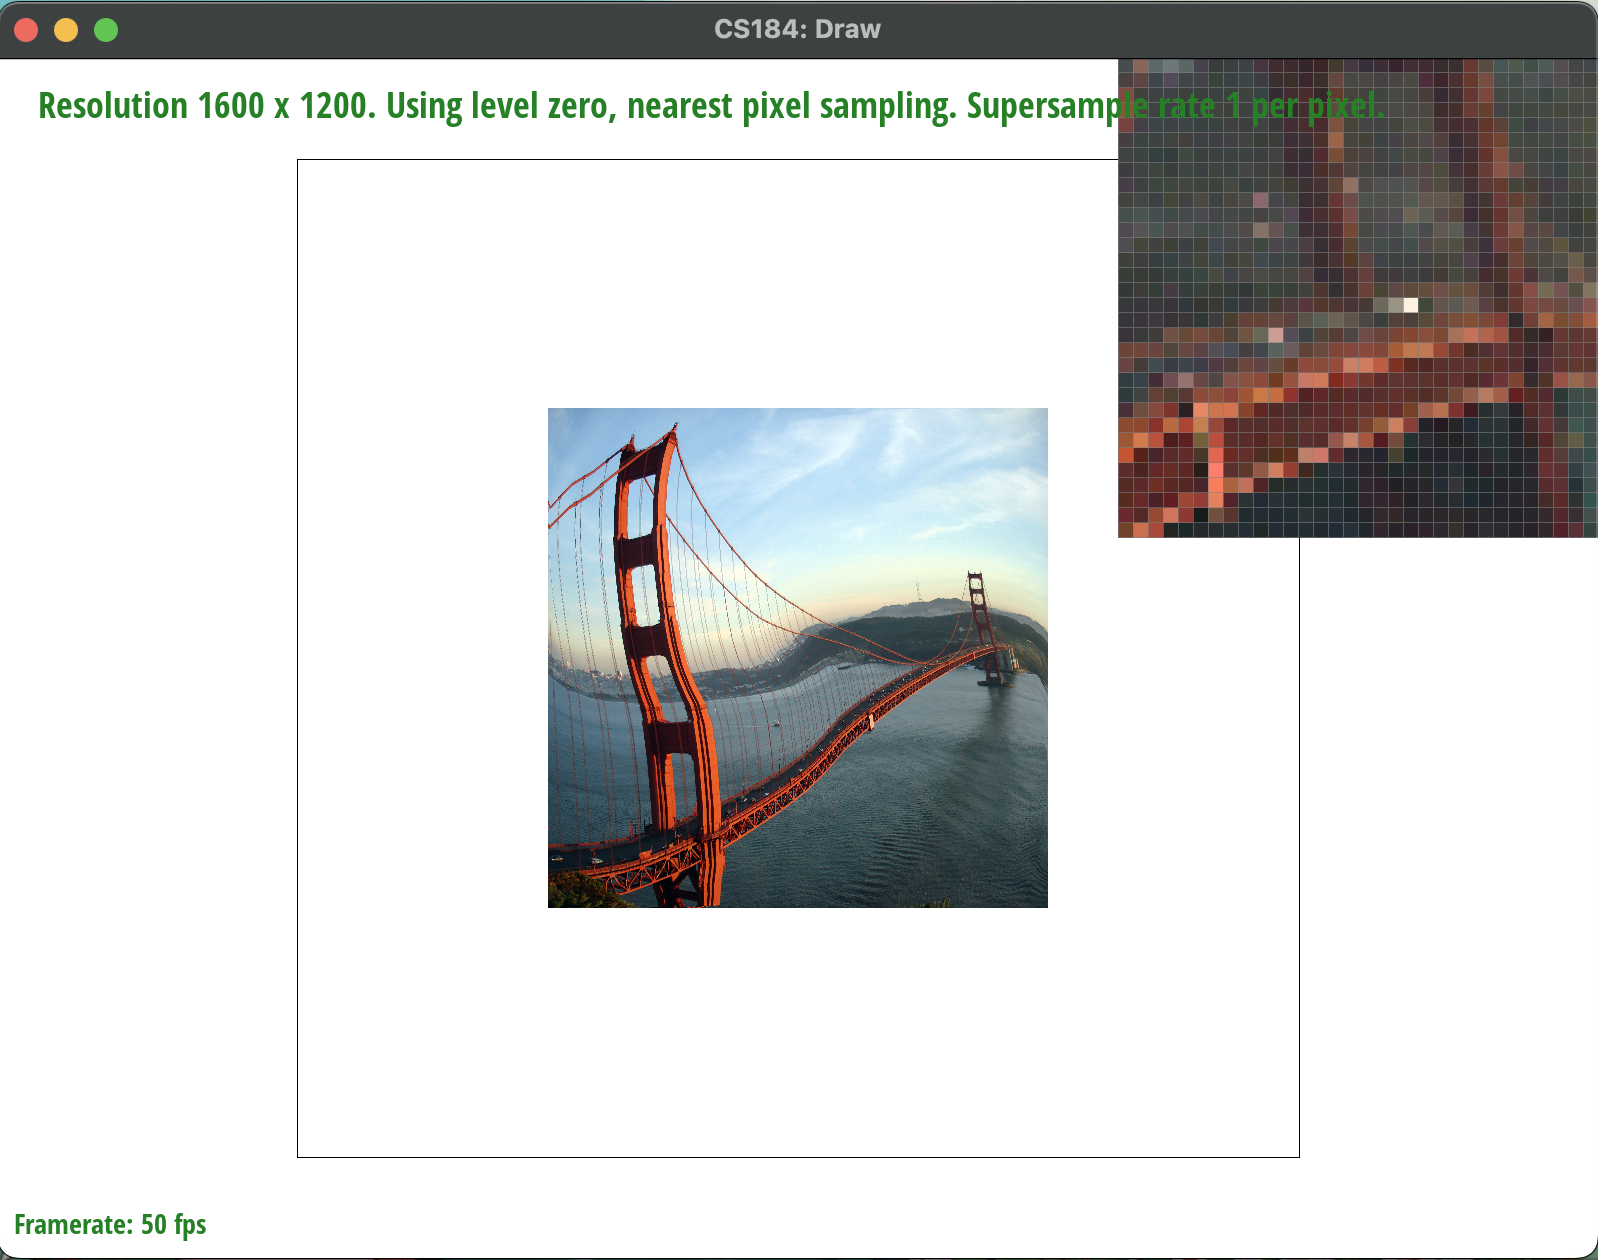 CS184: Draw
Resolution 1600 x 1200. Using level zero, nearest pixel sampling. Supersample rate 1 per pixel.
Framerate: 50 fps